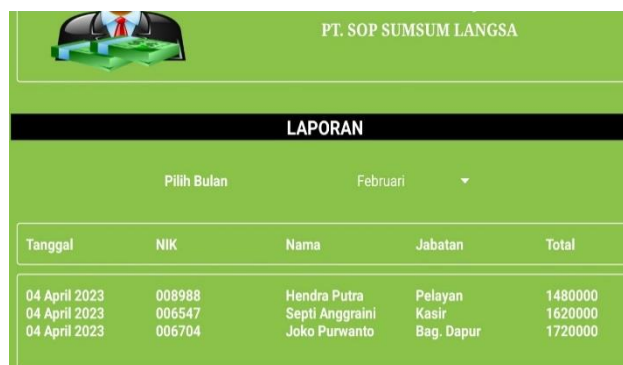 PT. SOP SUMSUM LANGSA
LAPORAN
Pilih Bulan Februari
Tanggal NIK Nama Jabatan Total
04 April 2023 008988 Hendra Putra Pelayan 1480000
04 April 2023 006547 Septi Anggraini Kasir 1620000
04 April 2023 006704 Joko Purwanto Bag. Dapur 1720000